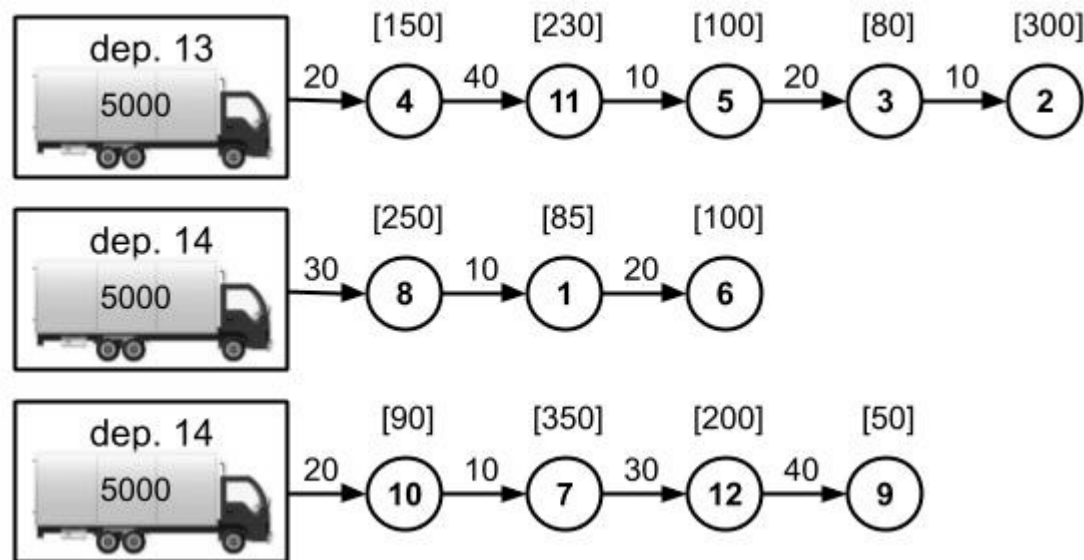 [150] [230] [100] [80] [300]
dep. 13
20 40 10 20 10
5000 4 11 5 3 2
[250] [85] [100]
dep. 14
30 10 20
5000 8 1 6
[90] [350] [200] [50]
dep. 14
20 10 30 40
5000 10 7 12 9